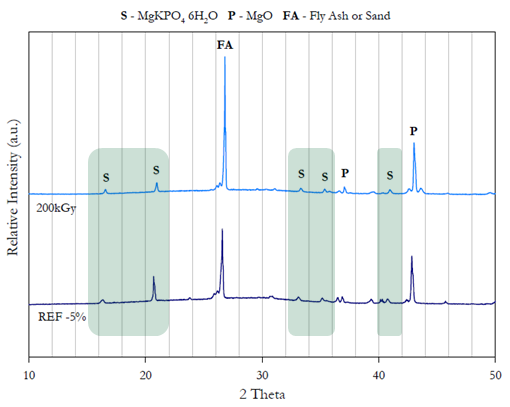 S - MgKPO4 6H2O P - MgO FA - Fly Ash or Sand
FA
P
S
S
S
S
P
S
200kGy
REF -5%
Relative Intensity (a.u.)
10 20 30 40 50
2 Theta